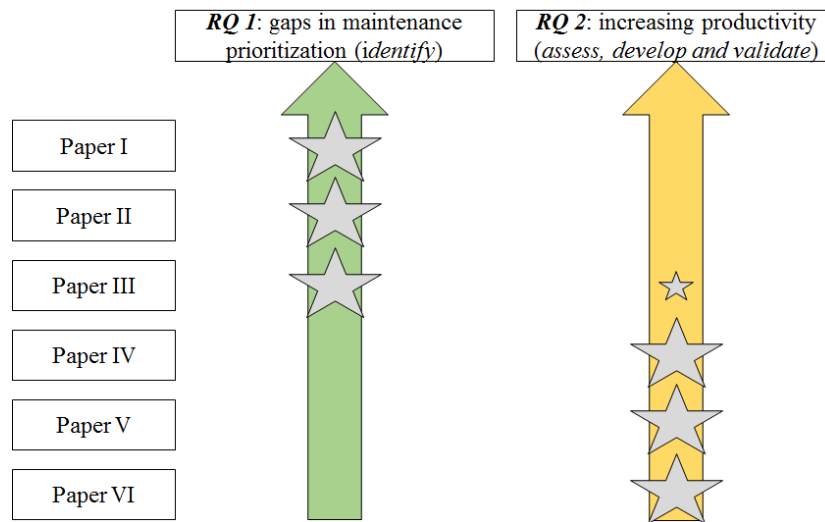 RQ 1: gaps in maintenance
prioritization (identify)
RQ 2: increasing productivity
(assess, develop and validate)
Paper I
Paper II
Paper III
Paper IV
Paper V
Paper VI